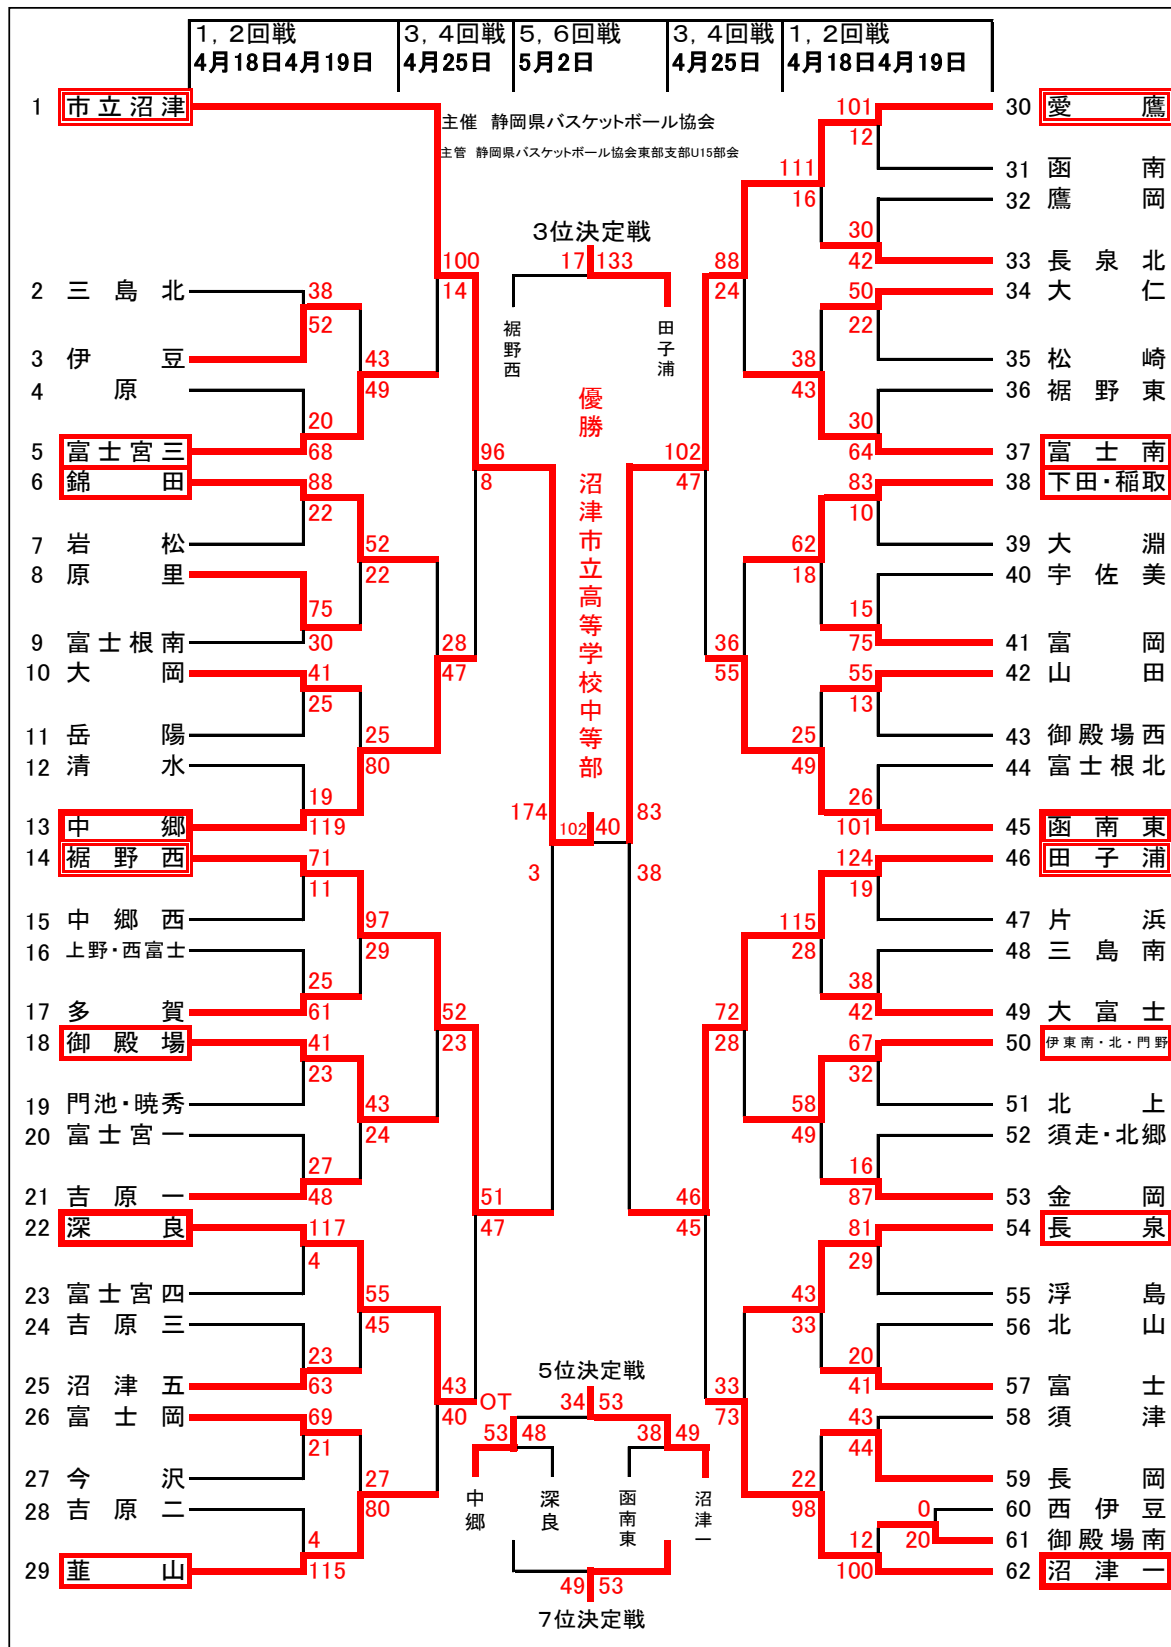 1, 2回戦
4月18日4月19日
3, 4回戦
4月25日
5, 6回戦
5月2日
3, 4回戦
4月25日
1, 2回戦
4月18日4月19日
主催 静岡県バスケットボール協会
主管 静岡県バスケットボール協会東部支部U15部会
1 市立沼津
2 三島北
3 伊豆
4 原
5 富士宮三
6 錦田
7 岩松
8 原里
9 富士根南
10 大岡
11 岳陽
12 清水
13 中郷
14 裾野西
15 中郷西
16 上野・西富士
17 多賀
18 御殿場
19 門池・暁秀
20 富士宮一
21 吉原一
22 深良
23 富士宮四
24 吉原三
25 沼津五
26 富士岡
27 今沢
28 吉原二
29 韮山
38
52
20
68
88
22
75
30
41
25
19
119
71
11
25
61
41
23
27
48
117
4
23
63
69
21
4
115
43
49
52
22
25
80
97
29
43
24
55
45
27
80
100
14
28
47
52
23
43
40
OT
96
8
51
47
174
3
3位決定戦
17 133
裾野西
田子浦
優勝 沼津市立高等学校中等部
102 40
83
38
5位決定戦
34 53
53 48
38 49
中郷
深良
函南東
沼津一
49 53
7位決定戦
102
47
46
45
88
24
36
55
72
28
33
73
111
16
38
43
62
18
25
49
115
28
58
49
43
33
22
98
101
12
30
42
50
22
30
64
83
10
15
75
55
13
26
101
124
19
38
42
67
32
16
87
81
29
20
41
43
44
0
20
12
100
30 愛鷹
31 函南
32 鷹岡
33 長泉北
34 大仁
35 松崎
36 裾野東
37 富士南
38 下田・稲取
39 大淵
40 宇佐美
41 富岡
42 山田
43 御殿場西
44 富士根北
45 函南東
46 田子浦
47 片浜
48 三島南
49 大富士
50 伊東南・北・門野
51 北上
52 須走・北郷
53 金岡
54 長泉
55 浮島
56 北山
57 富士
58 須津
59 長岡
60 西伊豆
61 御殿場南
62 沼津一